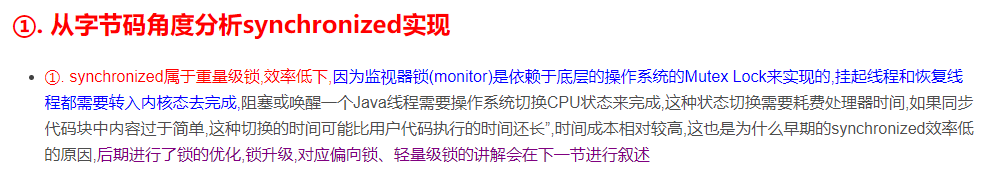 ①. 从字节码角度分析synchronized实现
①. synchronized属于重量级锁,效率低下,因为监视器锁(monitor)是依赖于底层的操作系统的Mutex Lock来实现的,挂起线程和恢复线
程都需要转入内核态去完成,阻塞或唤醒一个Java线程需要操作系统切换CPU状态来完成,这种状态切换需要耗费处理器时间,如果同步
代码块中内容过于简单,这种切换的时间可能比用户代码执行的时间还长”,时间成本相对较高,这也是为什么早期的synchronized效率低
的原因,后期进行了锁的优化,锁升级,对应偏向锁、轻量级锁的讲解会在下一节进行叙述